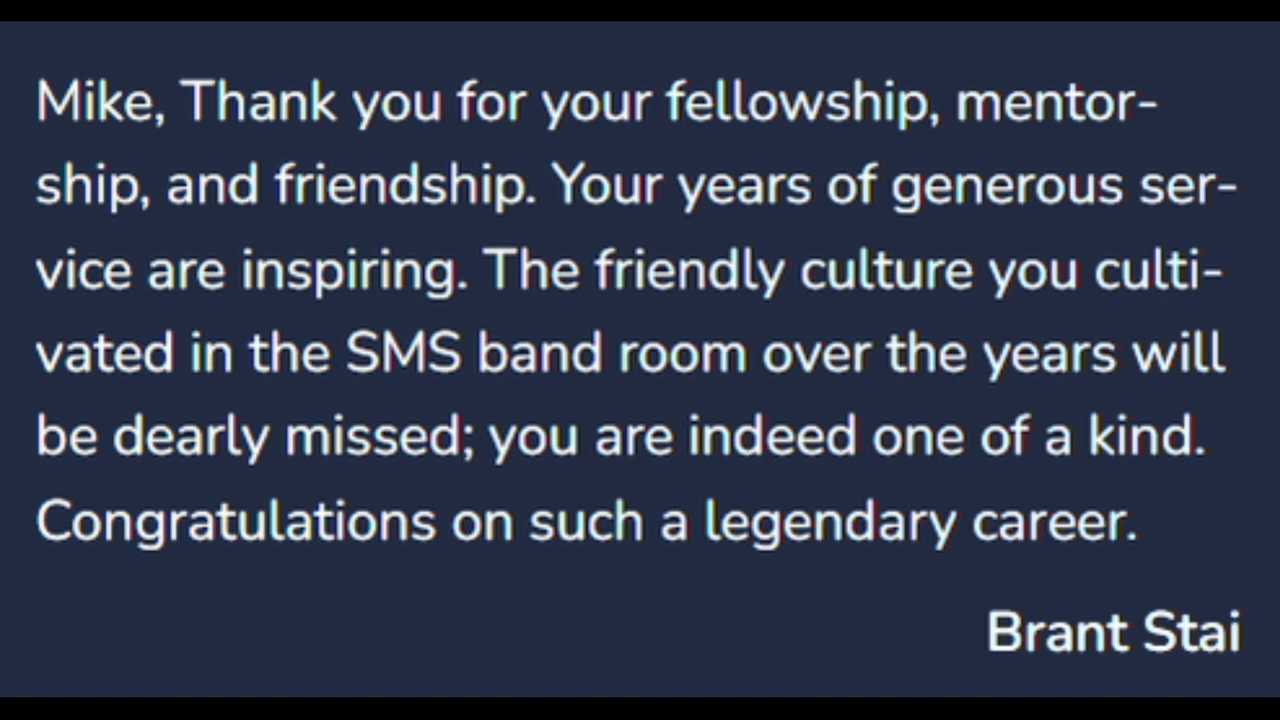 Mike, Thank you for your fellowship, mentor-
ship, and friendship. Your years of generous ser-
vice are inspiring. The friendly culture you culti-
vated in the SMS band room over the years will
be dearly missed; you are indeed one of a kind.
Congratulations on such a legendary career.
Brant Stai